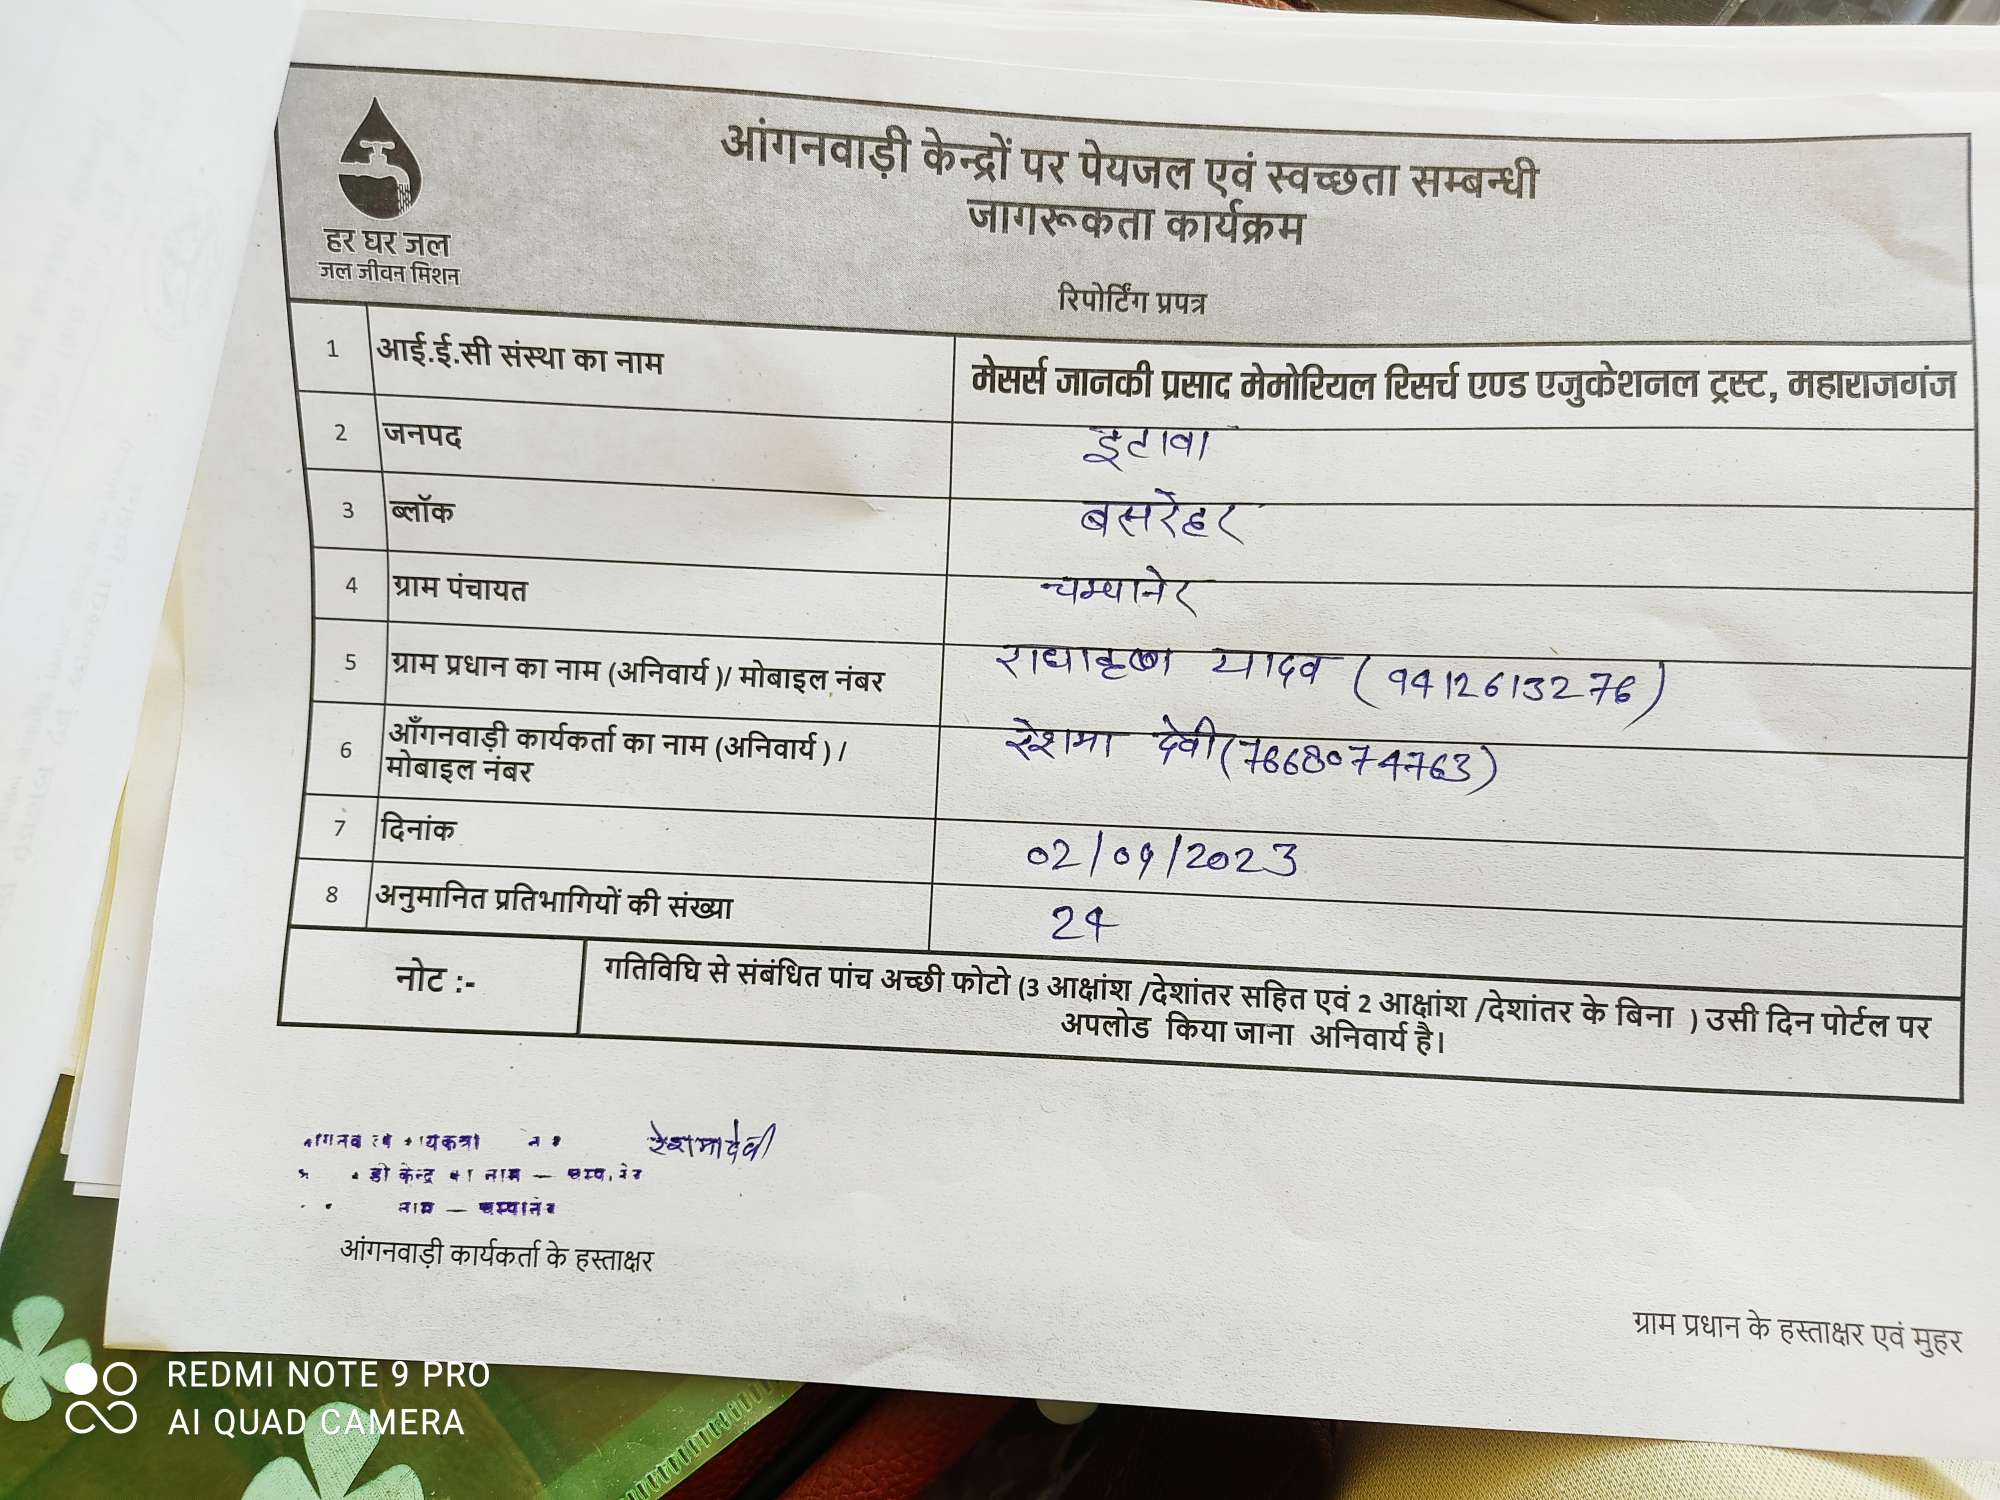 हर घर जल
जल जीवन मिशन
आंगनवाड़ी केन्द्रों पर पेयजल एवं स्वच्छता सम्बन्धी
जागरूकता कार्यक्रम
रिपोर्टिंग प्रपत्र
1 आई.ई.सी संस्था का नाम मेसर्स जानकी प्रसाद मेमोरियल रिसर्च एण्ड एजुकेशनल ट्रस्ट, महाराजगंज
2 जनपद इटावा
3 ब्लॉक बसरेहर
4 ग्राम पंचायत चम्पानेर
5 ग्राम प्रधान का नाम (अनिवार्य )/ मोबाइल नंबर राधाकृष्ण यादव (9412613276)
6 आँगनवाड़ी कार्यकर्ता का नाम (अनिवार्य ) /
मोबाइल नंबर रेशमा देवी (7668074763)
7 दिनांक 02/09/2023
8 अनुमानित प्रतिभागियों की संख्या 24
नोट :- गतिविधि से संबंधित पांच अच्छी फोटो (3 आक्षांश /देशांतर सहित एवं 2 आक्षांश /देशांतर के बिना ) उसी दिन पोर्टल पर
अपलोड किया जाना अनिवार्य है।
रेशमा देवी
केन्द्र का नाम –
नाम – चम्पानेर
आंगनवाड़ी कार्यकर्ता के हस्ताक्षर
ग्राम प्रधान के हस्ताक्षर एवं मुहर
REDMI NOTE 9 PRO
AI QUAD CAMERA